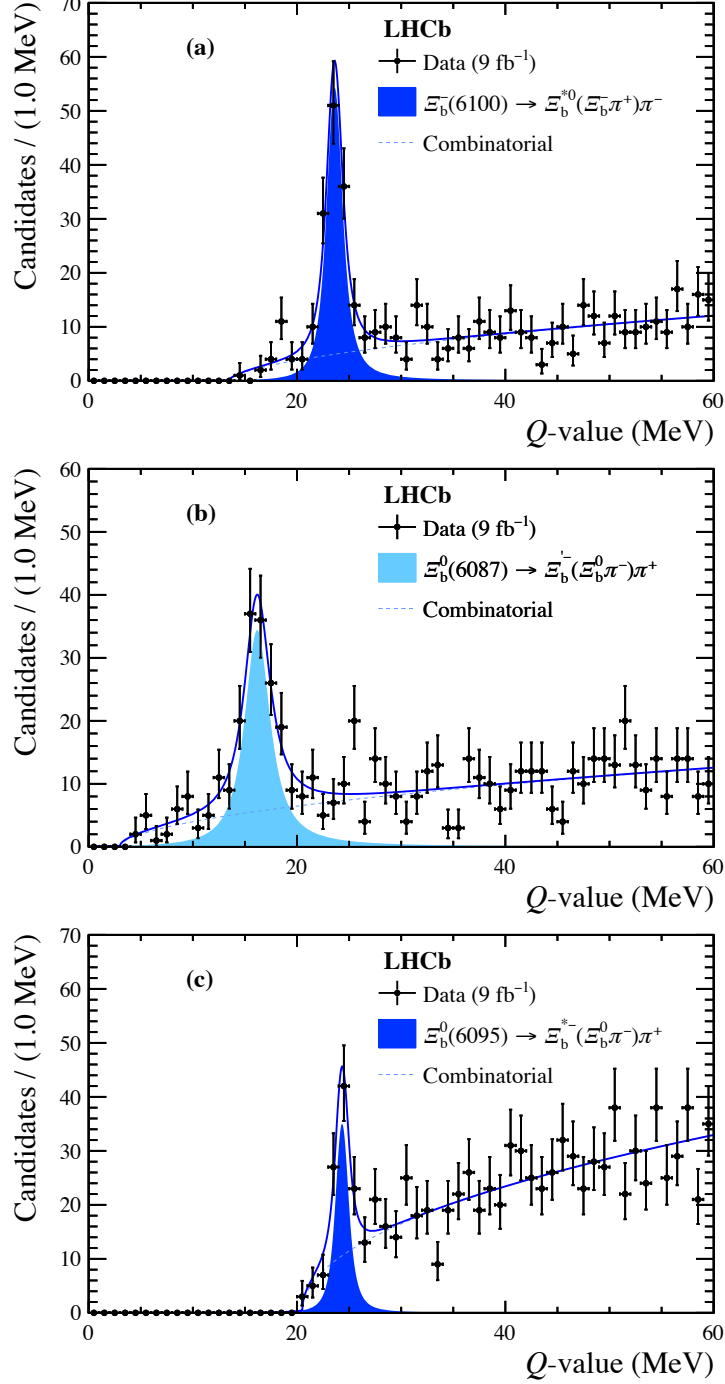 70
60
50
40
30
20
10
0
Candidates / (1.0 MeV)
(a)
LHCb
Data (9 fb⁻¹)
Ξb⁻(6100) → Ξb*⁰(Ξb⁻π⁺)π⁻
Combinatorial
0 20 40 60
Q-value (MeV)
60
50
40
30
20
10
0
Candidates / (1.0 MeV)
(b)
LHCb
Data (9 fb⁻¹)
Ξb⁰(6087) → Ξb'⁻(Ξb⁰π⁻)π⁺
Combinatorial
0 20 40 60
Q-value (MeV)
70
60
50
40
30
20
10
0
Candidates / (1.0 MeV)
(c)
LHCb
Data (9 fb⁻¹)
Ξb⁰(6095) → Ξb*⁻(Ξb⁰π⁻)π⁺
Combinatorial
0 20 40 60
Q-value (MeV)